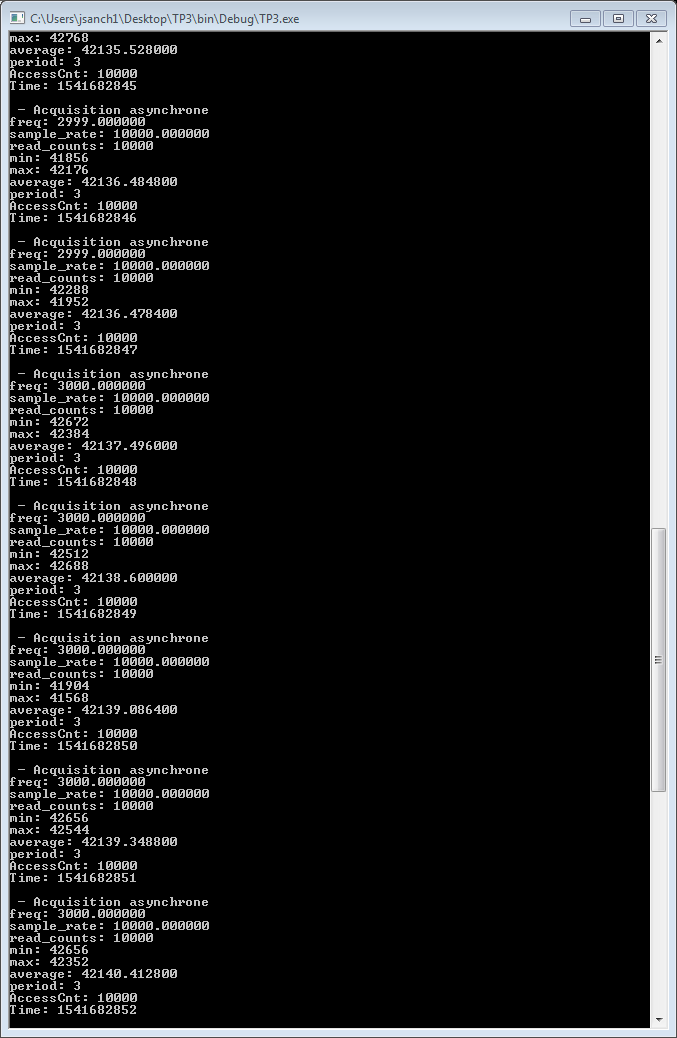 C:\Users\jsanch1\Desktop\TP3\bin\Debug\TP3.exe
max: 42768
average: 42135.528000
period: 3
AccessCnt: 10000
Time: 1541682845

 - Acquisition asynchrone
freq: 2999.000000
sample_rate: 10000.000000
read_counts: 10000
min: 41856
max: 42176
average: 42136.484800
period: 3
AccessCnt: 10000
Time: 1541682846

 - Acquisition asynchrone
freq: 2999.000000
sample_rate: 10000.000000
read_counts: 10000
min: 42288
max: 41952
average: 42136.478400
period: 3
AccessCnt: 10000
Time: 1541682847

 - Acquisition asynchrone
freq: 3000.000000
sample_rate: 10000.000000
read_counts: 10000
min: 42672
max: 42384
average: 42137.496000
period: 3
AccessCnt: 10000
Time: 1541682848

 - Acquisition asynchrone
freq: 3000.000000
sample_rate: 10000.000000
read_counts: 10000
min: 42512
max: 42688
average: 42138.600000
period: 3
AccessCnt: 10000
Time: 1541682849

 - Acquisition asynchrone
freq: 3000.000000
sample_rate: 10000.000000
read_counts: 10000
min: 41904
max: 41568
average: 42139.086400
period: 3
AccessCnt: 10000
Time: 1541682850

 - Acquisition asynchrone
freq: 3000.000000
sample_rate: 10000.000000
read_counts: 10000
min: 42656
max: 42544
average: 42139.348800
period: 3
AccessCnt: 10000
Time: 1541682851

 - Acquisition asynchrone
freq: 3000.000000
sample_rate: 10000.000000
read_counts: 10000
min: 42656
max: 42352
average: 42140.412800
period: 3
AccessCnt: 10000
Time: 1541682852